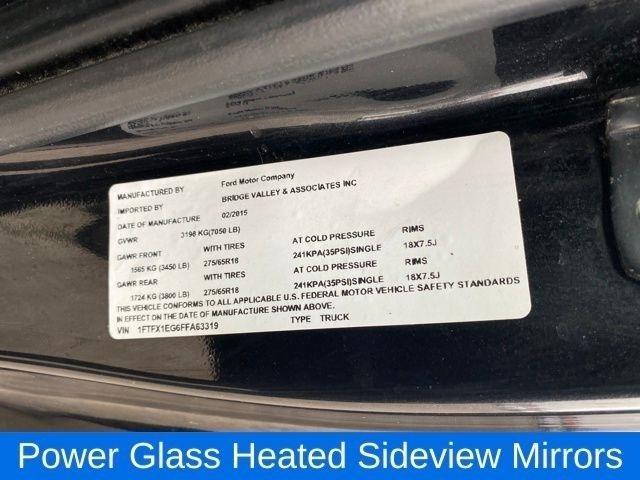 MANUFACTURED BY Ford Motor Company
IMPORTED BY BRIDGE VALLEY & ASSOCIATES INC
DATE OF MANUFACTURE 02/2015
GVWR 3198 KG(7050 LB)
GAWR FRONT WITH TIRES AT COLD PRESSURE RIMS
1565 KG (3450 LB) 275/65R18 241KPA(35PSI)SINGLE 18X7.5J
GAWR REAR WITH TIRES AT COLD PRESSURE RIMS
1724 KG (3800 LB) 275/65R18 241KPA(35PSI)SINGLE 18X7.5J
THIS VEHICLE CONFORMS TO ALL APPLICABLE U.S. FEDERAL MOTOR VEHICLE SAFETY STANDARDS
IN EFFECT ON THE DATE OF MANUFACTURE SHOWN ABOVE.
VIN 1FTFX1EG6FFA63319 TYPE TRUCK
Power Glass Heated Sideview Mirrors